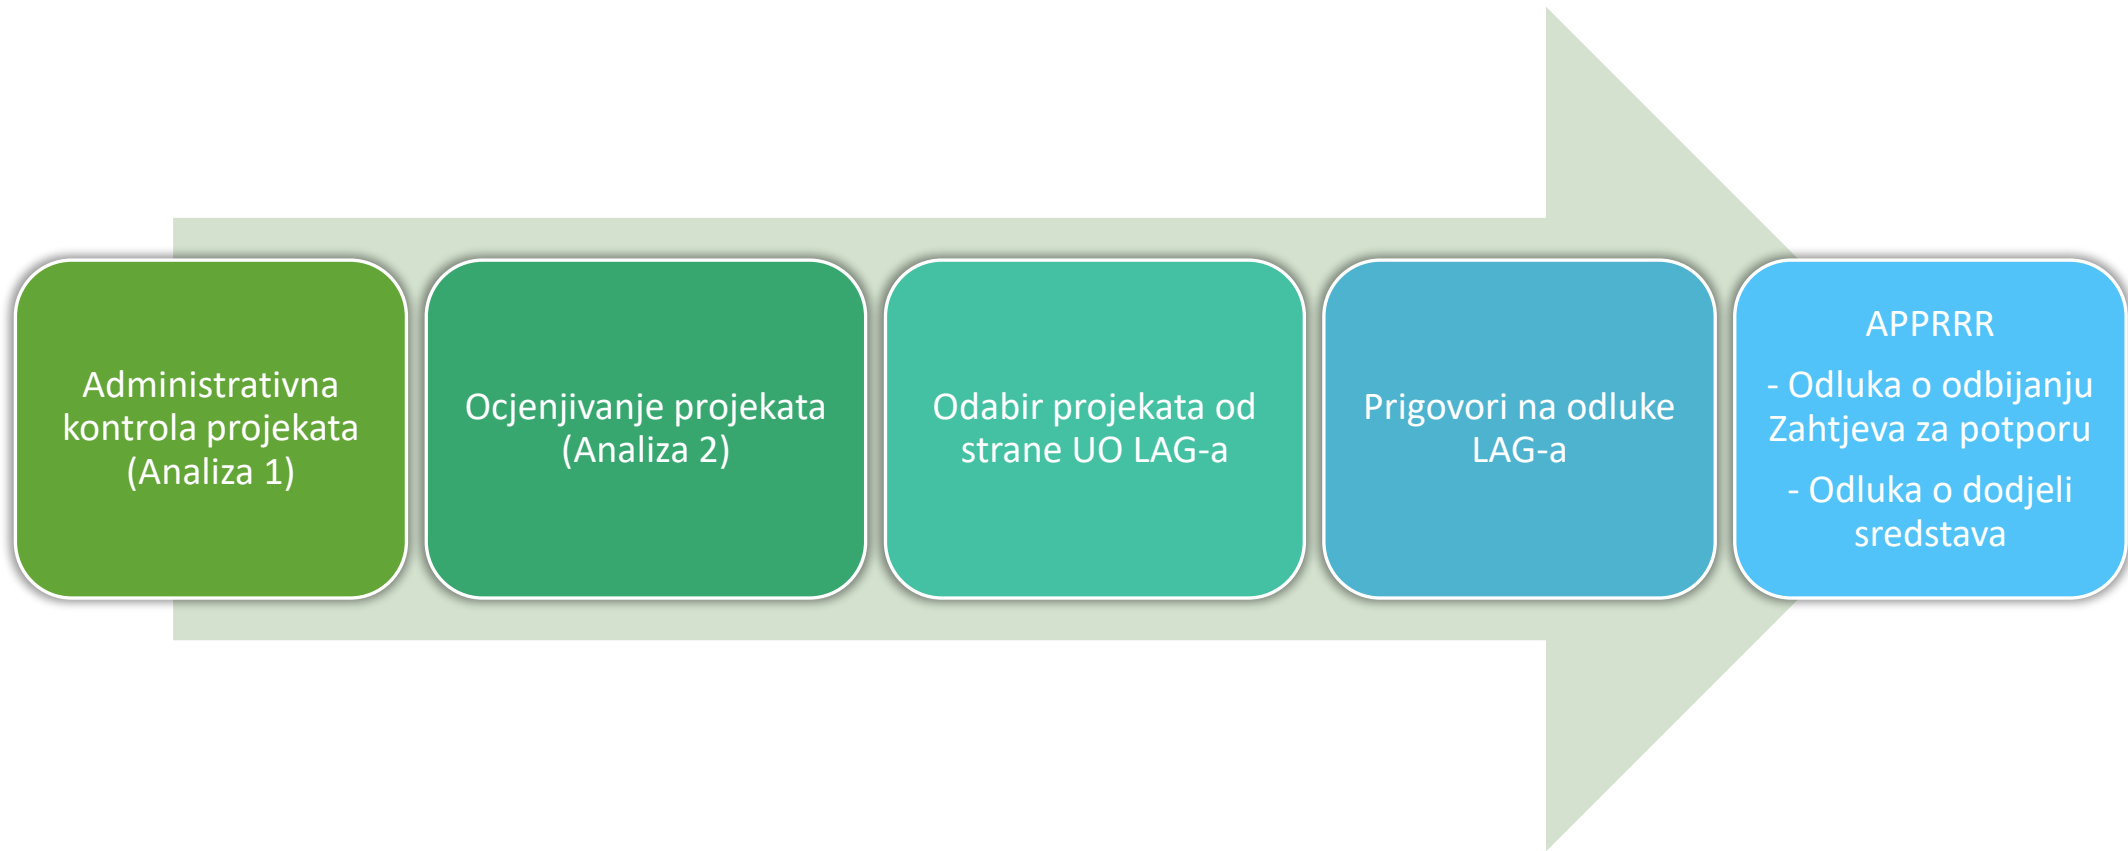 Administrativna
kontrola projekata
(Analiza 1)
Ocjenjivanje projekata
(Analiza 2)
Odabir projekata od
strane UO LAG-a
Prigovori na odluke
LAG-a
APPRRR
- Odluka o odbijanju
Zahtjeva za potporu
- Odluka o dodjeli
sredstava